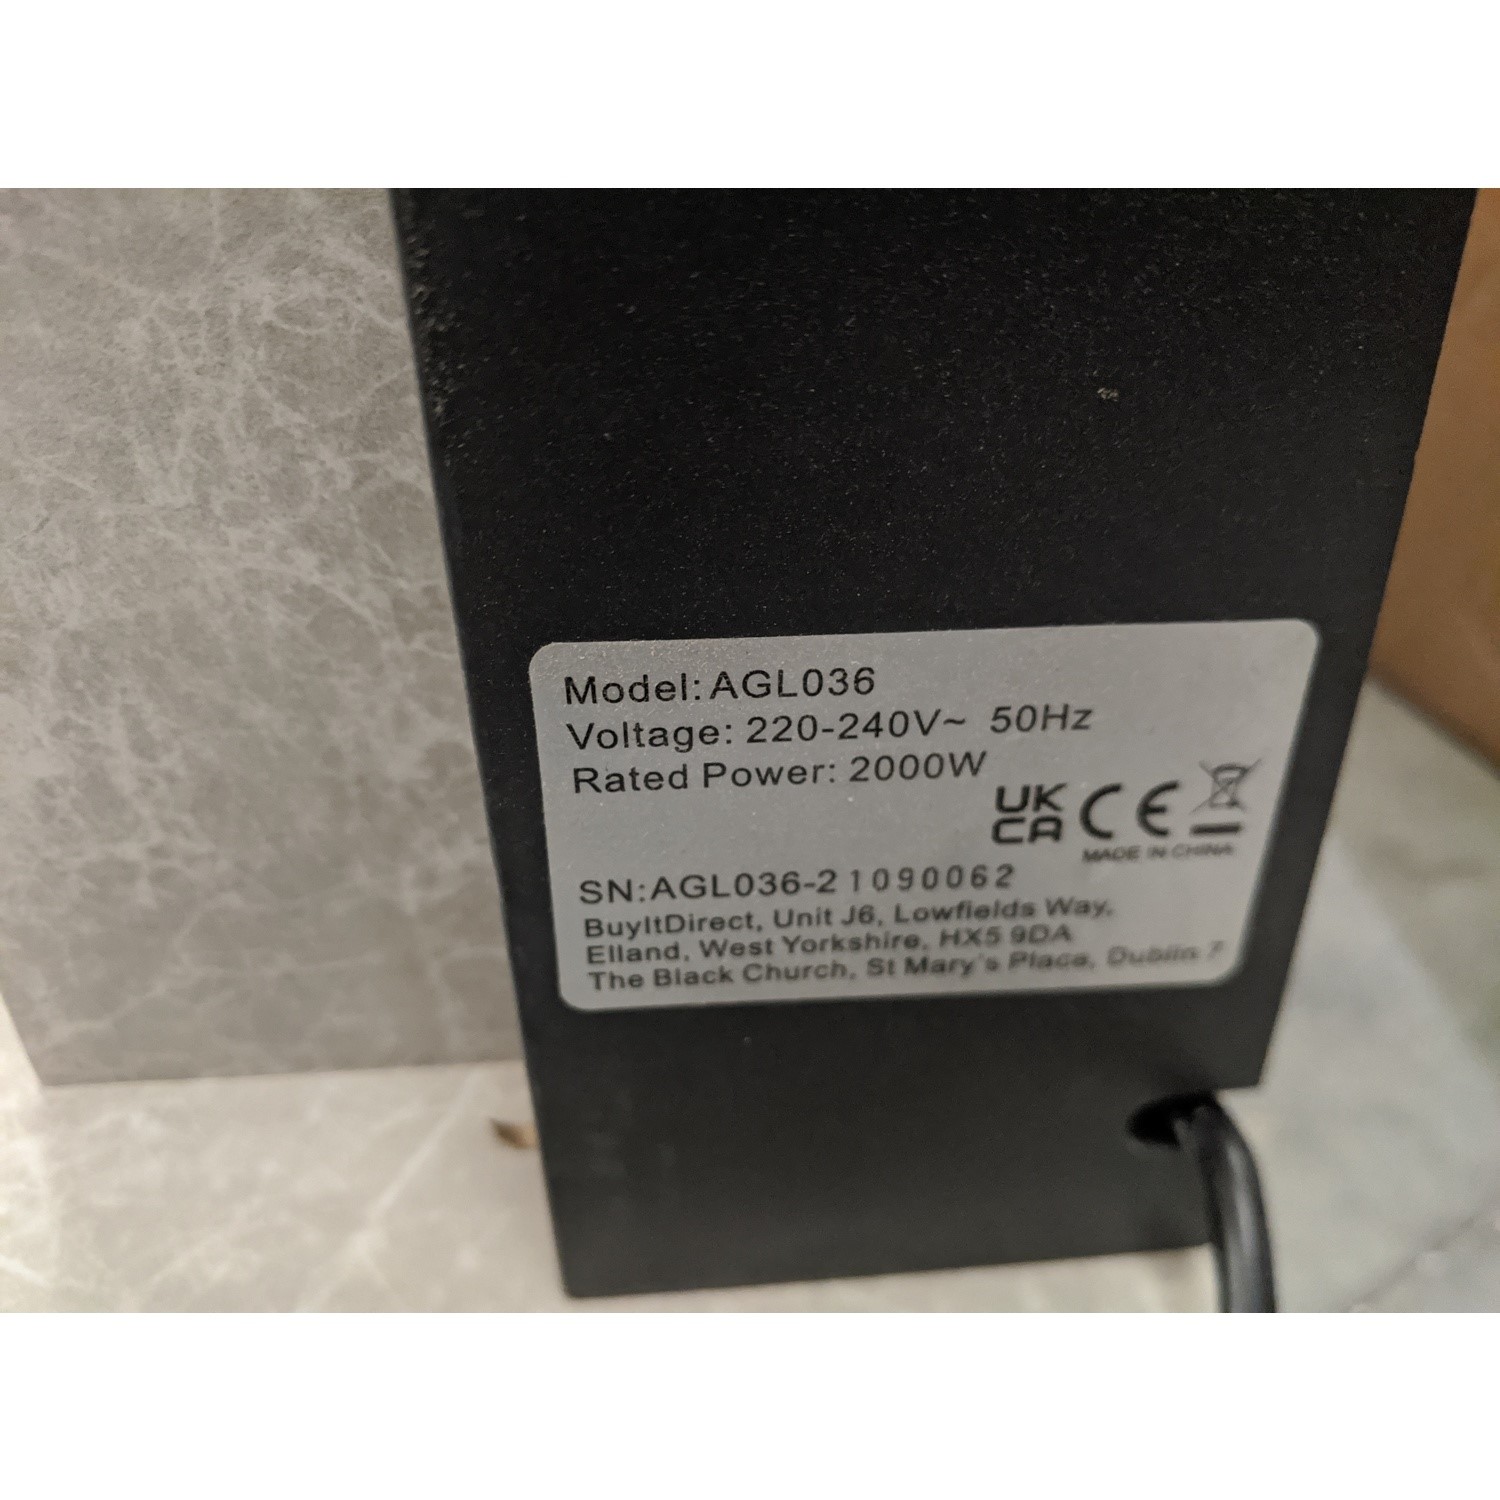 Model: AGL036
Voltage: 220-240V~ 50Hz
Rated Power: 2000W
UK
CA CE
MADE IN CHINA
SN:AGL036-21090062
BuyItDirect, Unit J6, Lowfields Way,
Elland, West Yorkshire, HX5 9DA
The Black Church, St Mary's Place, Dublin 7